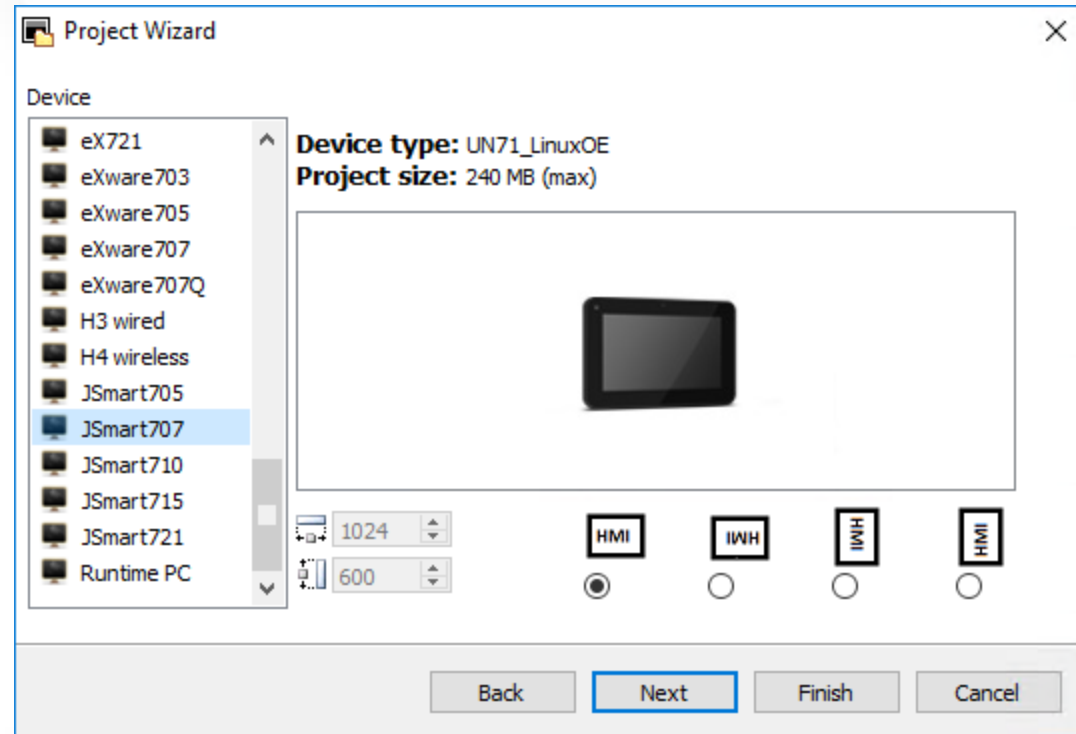 Project Wizard
Device
eX721
eXware703
eXware705
eXware707
eXware707Q
H3 wired
H4 wireless
JSmart705
JSmart707
JSmart710
JSmart715
JSmart721
Runtime PC
Device type: UN71_LinuxOE
Project size: 240 MB (max)
1024
600
HMI
HMI
HMI
HMI
Back
Next
Finish
Cancel